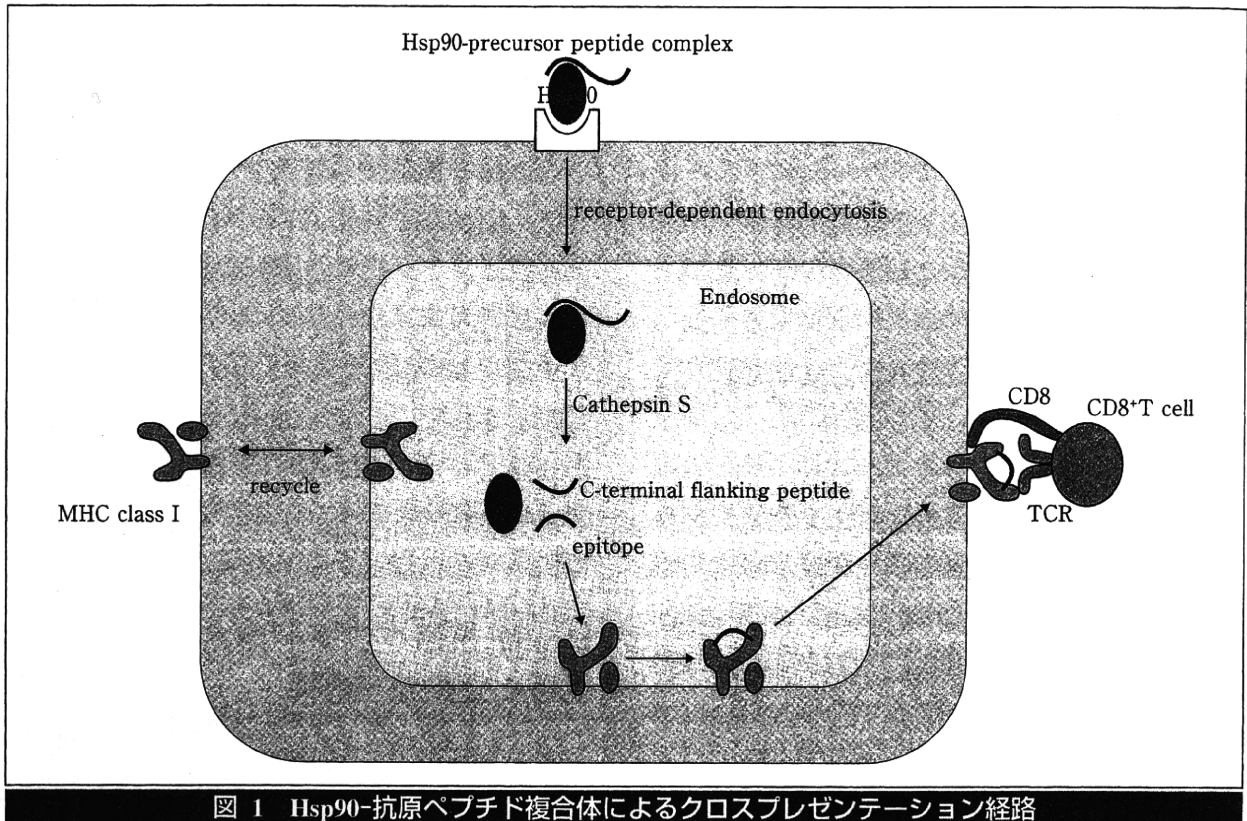 Hsp90-precursor peptide complex
receptor-dependent endocytosis
Endosome
Cathepsin S
CD8
CD8⁺T cell
recycle
C-terminal flanking peptide
MHC class I
TCR
epitope
図 1 Hsp90-抗原ペプチド複合体によるクロスプレゼンテーション経路